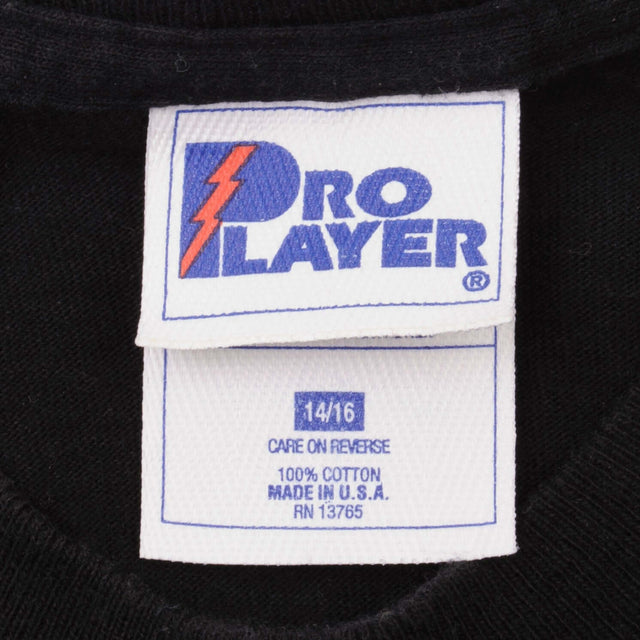 PRO
PLAYER®
14/16
CARE ON REVERSE
100% COTTON
MADE IN U.S.A.
RN 13765